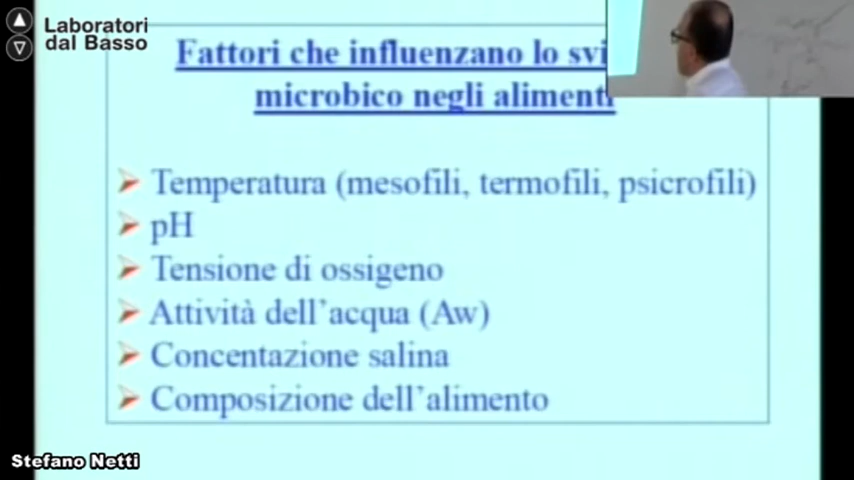 Laboratori
dal Basso
Fattori che influenzano lo svi
microbico negli alimenti
Temperatura (mesofili, termofili, psicrofili)
pH
Tensione di ossigeno
Attività dell'acqua (Aw)
Concentazione salina
Composizione dell'alimento
Stefano Netti